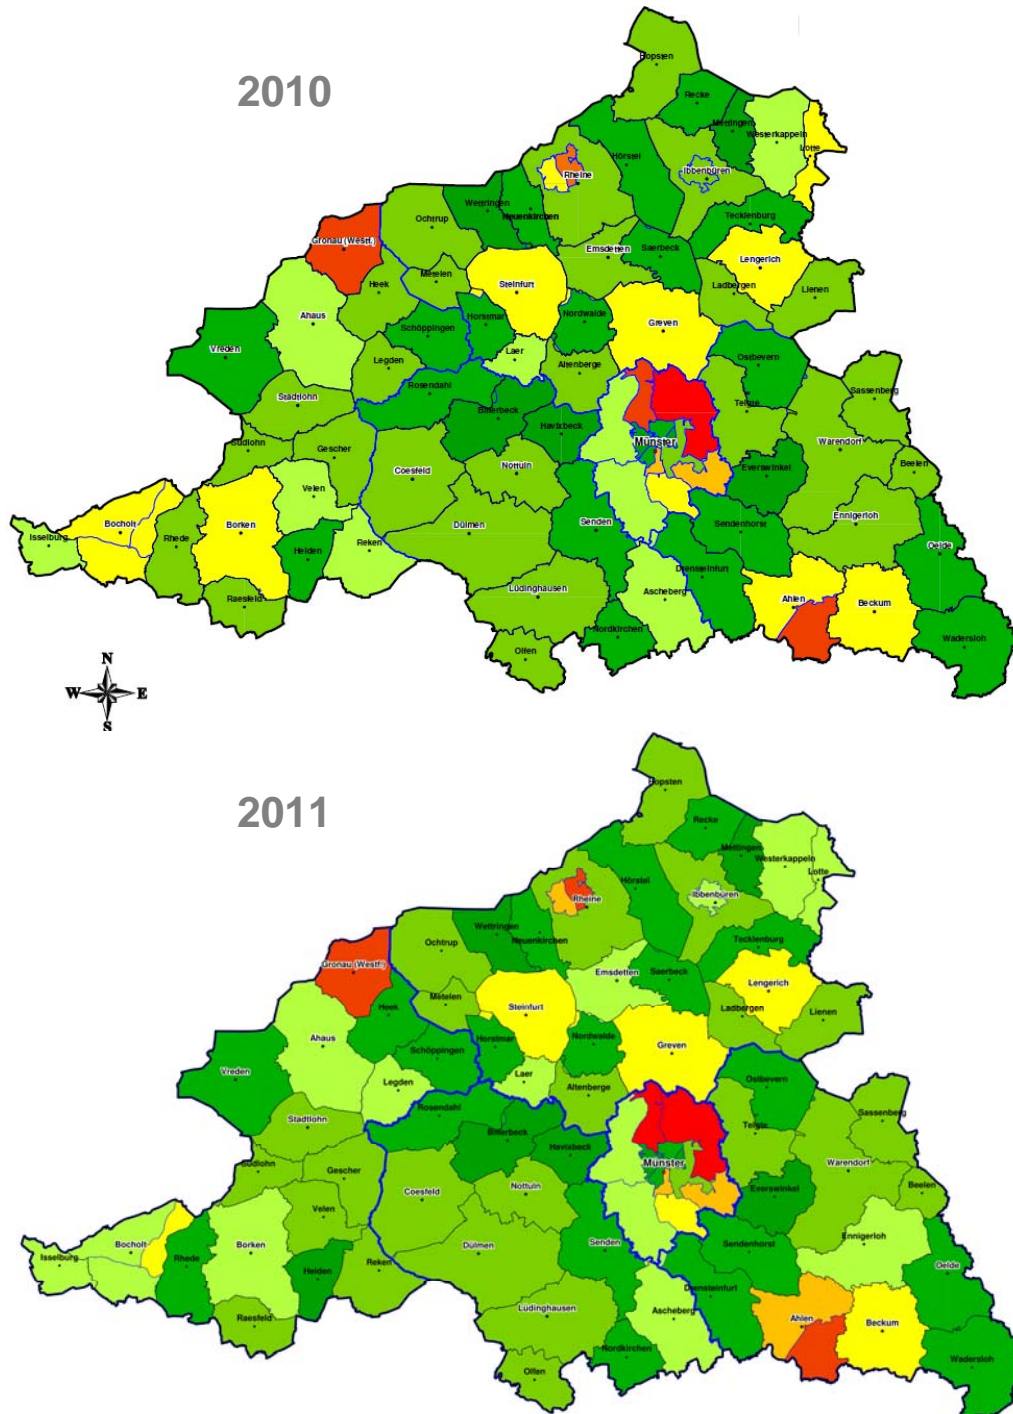 2010
Hopsten
Recke
Mettingen
Westerkappeln
Lotte
Hörstel
Ibbenbüren
Rheine
Wettringen
Neuenkirchen
Ochtrup
Tecklenburg
Gronau (Westf.)
Emsdetten
Saerbeck
Lengerich
Metelen
Steinfurt
Ladbergen
Lienen
Heek
Ahaus
Horstmar
Nordwalde
Greven
Schöppingen
Vreden
Laer
Altenberge
Ostbevern
Legden
Rosendahl
Sassenberg
Stadtlohn
Billerbeck
Telgte
Havixbeck
Münster
Warendorf
Südlohn
Gescher
Coesfeld
Nottuln
Everswinkel
Beelen
Velen
Ennigerloh
Bocholt
Borken
Dülmen
Senden
Sendenhorst
Isselburg
Rhede
Heiden
Reken
Oelde
Drensteinfurt
Lüdinghausen
Ascheberg
Raesfeld
Ahlen
Beckum
Nordkirchen
Wadersloh
Olfen
N
W
E
S
2011
Hopsten
Recke
Mettingen
Westerkappeln
Lotte
Hörstel
Ibbenbüren
Rheine
Wettringen
Neuenkirchen
Ochtrup
Tecklenburg
Gronau (Westf.)
Emsdetten
Saerbeck
Lengerich
Metelen
Steinfurt
Ladbergen
Lienen
Heek
Ahaus
Horstmar
Nordwalde
Greven
Schöppingen
Vreden
Laer
Altenberge
Ostbevern
Legden
Rosendahl
Sassenberg
Stadtlohn
Billerbeck
Telgte
Havixbeck
Münster
Warendorf
Südlohn
Gescher
Coesfeld
Nottuln
Everswinkel
Beelen
Velen
Ennigerloh
Bocholt
Borken
Dülmen
Senden
Sendenhorst
Isselburg
Rhede
Heiden
Reken
Oelde
Drensteinfurt
Lüdinghausen
Ascheberg
Raesfeld
Ahlen
Beckum
Nordkirchen
Wadersloh
Olfen